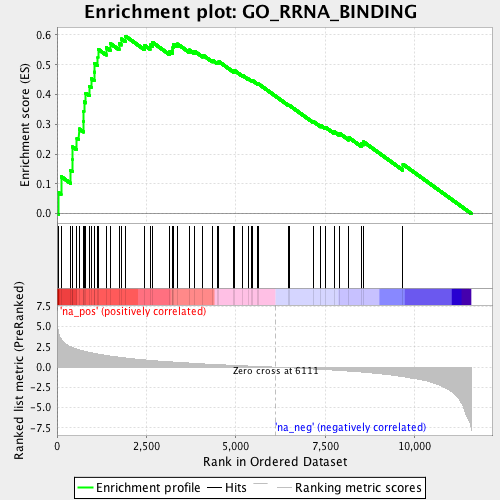 Enrichment plot: GO_RRNA_BINDING
Enrichment score (ES)
0.6
0.5
0.4
0.3
0.2
0.1
0.0
Ranked list metric (PreRanked)
7.5
5.0
2.5
0.0
-2.5
-5.0
-7.5
'na_pos' (positively correlated)
Zero cross at 6111
'na_neg' (negatively correlated)
0
2,500
5,000
7,500
10,000
Rank in Ordered Dataset
Enrichment profile
Hits
Ranking metric scores